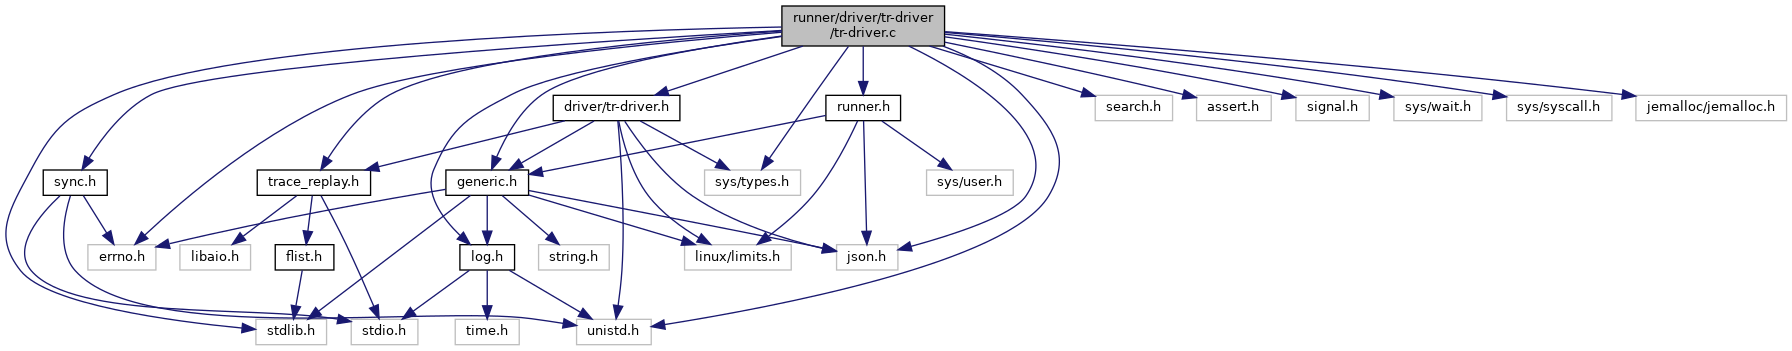 runner/driver/tr-driver
/tr-driver.c
driver/tr-driver.h
runner.h
search.h
assert.h
signal.h
sys/wait.h
sys/syscall.h
jemalloc/jemalloc.h
sync.h
trace_replay.h
generic.h
sys/types.h
sys/user.h
errno.h
libaio.h
flist.h
log.h
string.h
linux/limits.h
json.h
stdlib.h
stdio.h
time.h
unistd.h